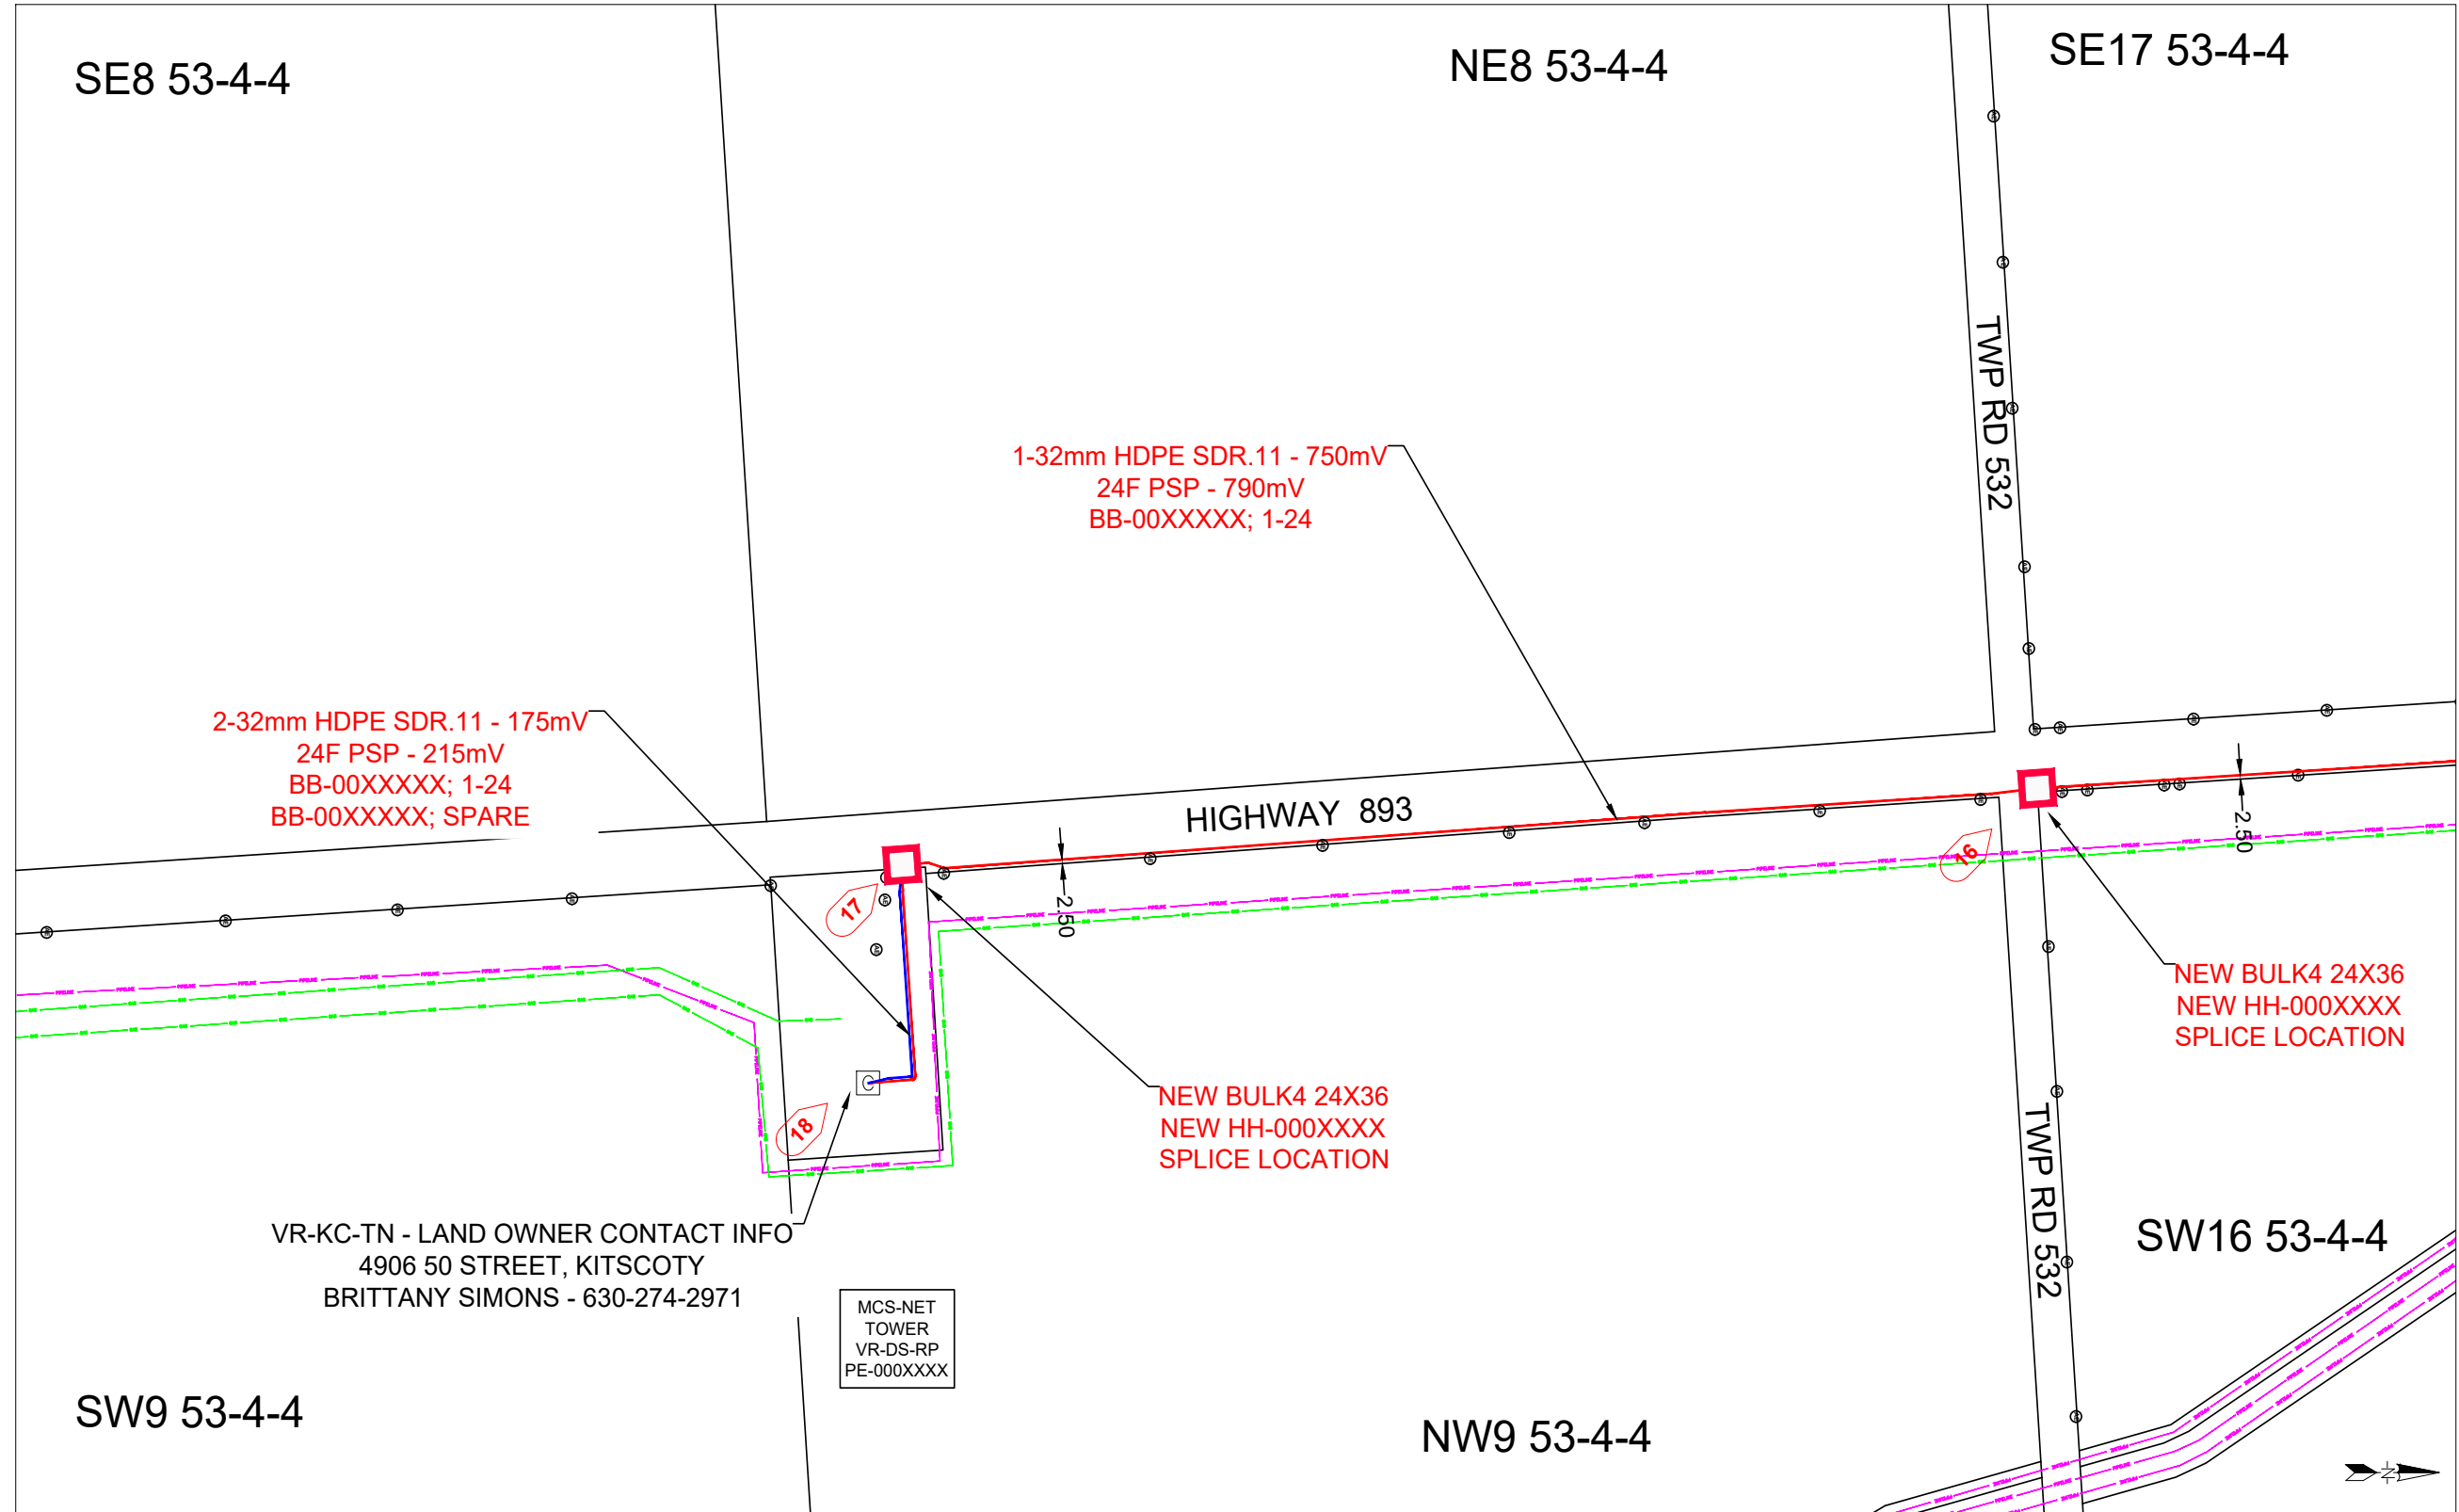 SE8 53-4-4
NE8 53-4-4
SE17 53-4-4
TWP RD 532
1-32mm HDPE SDR.11 - 750mV
24F PSP - 790mV
BB-00XXXXX; 1-24
2-32mm HDPE SDR.11 - 175mV
24F PSP - 215mV
BB-00XXXXX; 1-24
BB-00XXXXX; SPARE
HIGHWAY 893
2.50
2.50
16
17
18
NEW BULK4 24X36
NEW HH-000XXXX
SPLICE LOCATION
NEW BULK4 24X36
NEW HH-000XXXX
SPLICE LOCATION
C
VR-KC-TN - LAND OWNER CONTACT INFO
4906 50 STREET, KITSCOTY
BRITTANY SIMONS - 630-274-2971
MCS-NET
TOWER
VR-DS-RP
PE-000XXXX
TWP RD 532
SW16 53-4-4
SW9 53-4-4
NW9 53-4-4
N